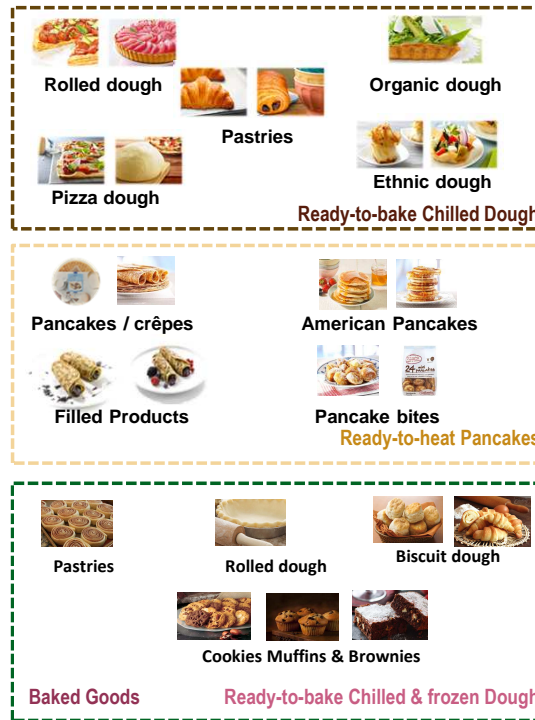 Rolled dough
Organic dough
Pastries
Pizza dough
Ethnic dough
Ready-to-bake Chilled Dough
Pancakes / crêpes
American Pancakes
Filled Products
Pancake bites
Ready-to-heat Pancakes
Pastries
Rolled dough
Biscuit dough
Cookies Muffins & Brownies
Baked Goods
Ready-to-bake Chilled & frozen Dough